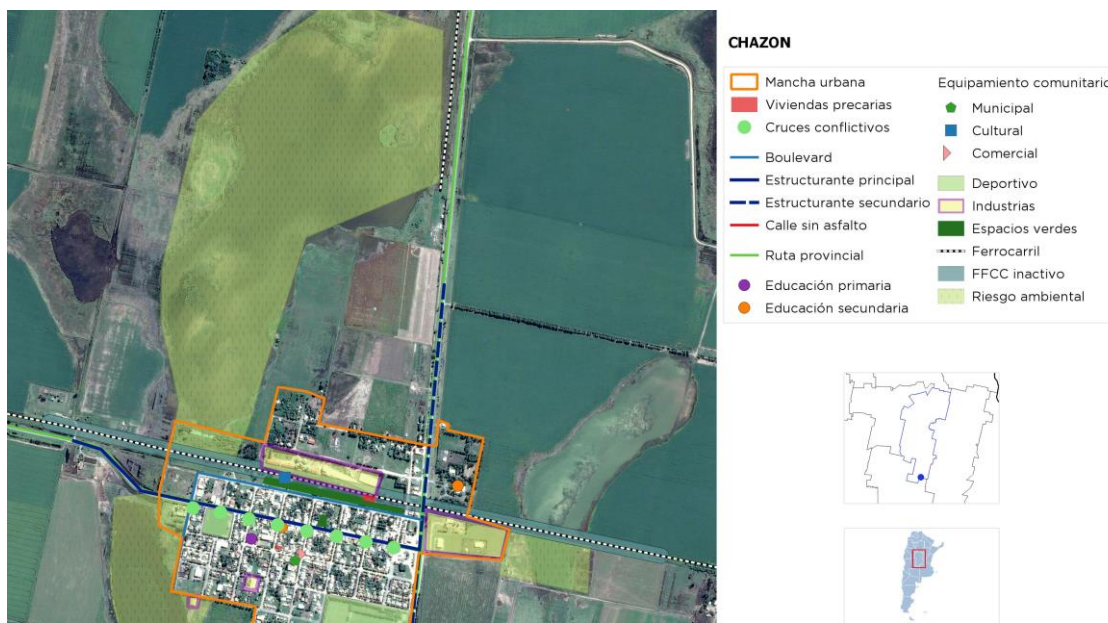 CHAZON
Mancha urbana
Viviendas precarias
Cruces conflictivos
Boulevard
Estructurante principal
Estructurante secundario
Calle sin asfalto
Ruta provincial
Educación primaria
Educación secundaria
Equipamiento comunitario
Municipal
Cultural
Comercial
Deportivo
Industrias
Espacios verdes
Ferrocarril
FFCC inactivo
Riesgo ambiental